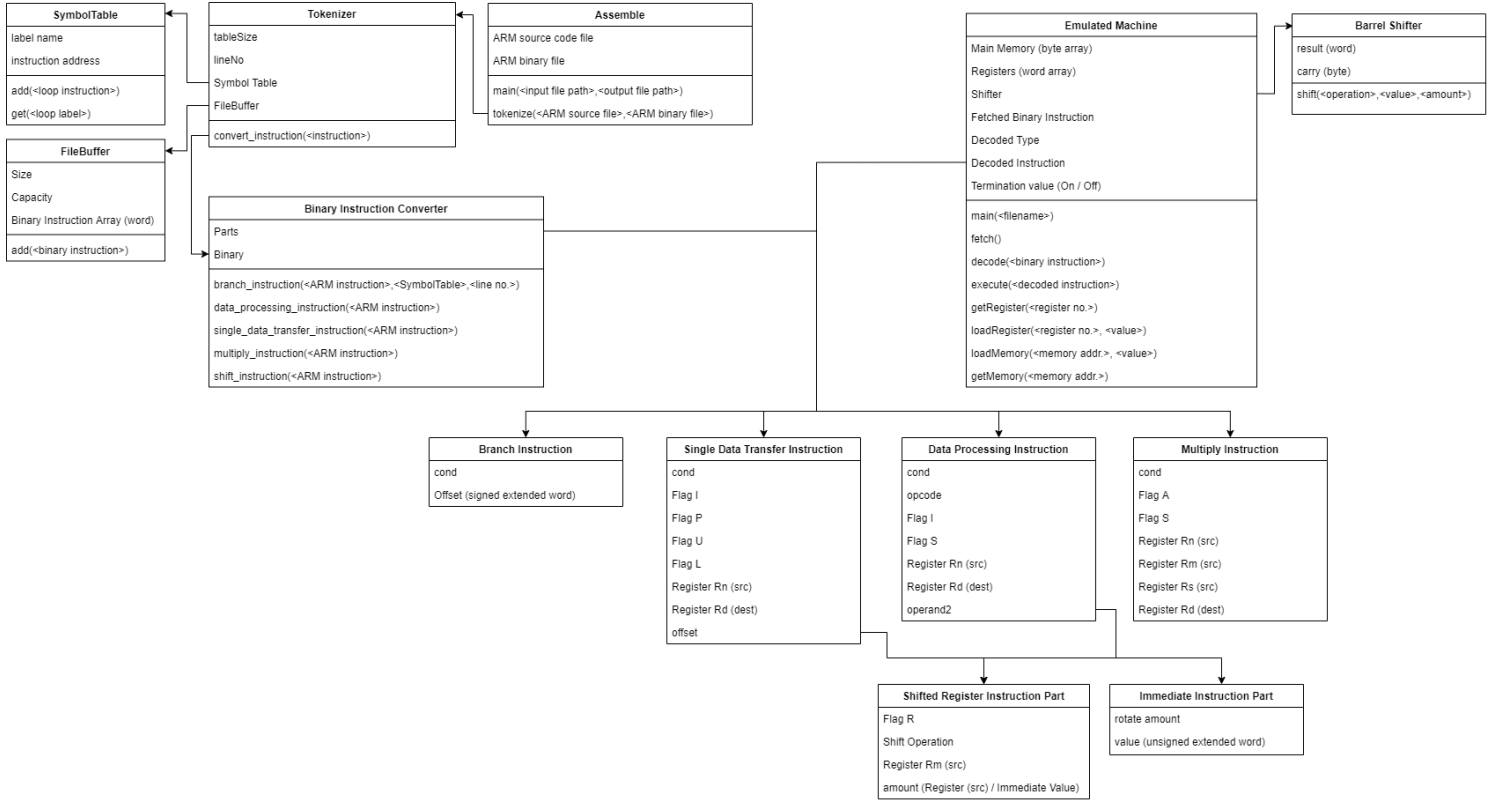 SymbolTable
label name
instruction address
add(<loop instruction>)
get(<loop label>)
Tokenizer
tableSize
lineNo
Symbol Table
FileBuffer
convert_instruction(<instruction>)
Assemble
ARM source code file
ARM binary file
main(<input file path>,<output file path>)
tokenize(<ARM source file>,<ARM binary file>)
Emulated Machine
Main Memory (byte array)
Registers (word array)
Shifter
Fetched Binary Instruction
Decoded Type
Decoded Instruction
Termination value (On / Off)
main(<filename>)
fetch()
decode(<binary instruction>)
execute(<decoded instruction>)
getRegister(<register no.>)
loadRegister(<register no.>, <value>)
loadMemory(<memory addr.>, <value>)
getMemory(<memory addr.>)
Barrel Shifter
result (word)
carry (byte)
shift(<operation>,<value>,<amount>)
FileBuffer
Size
Capacity
Binary Instruction Array (word)
add(<binary instruction>)
Binary Instruction Converter
Parts
Binary
branch_instruction(<ARM instruction>,<SymbolTable>,<line no.>)
data_processing_instruction(<ARM instruction>)
single_data_transfer_instruction(<ARM instruction>)
multiply_instruction(<ARM instruction>)
shift_instruction(<ARM instruction>)
Branch Instruction
cond
Offset (signed extended word)
Single Data Transfer Instruction
cond
Flag I
Flag P
Flag U
Flag L
Register Rn (src)
Register Rd (dest)
offset
Data Processing Instruction
cond
opcode
Flag I
Flag S
Register Rn (src)
Register Rd (dest)
operand2
Multiply Instruction
cond
Flag A
Flag S
Register Rn (src)
Register Rm (src)
Register Rs (src)
Register Rd (dest)
Shifted Register Instruction Part
Flag R
Shift Operation
Register Rm (src)
amount (Register (src) / Immediate Value)
Immediate Instruction Part
rotate amount
value (unsigned extended word)